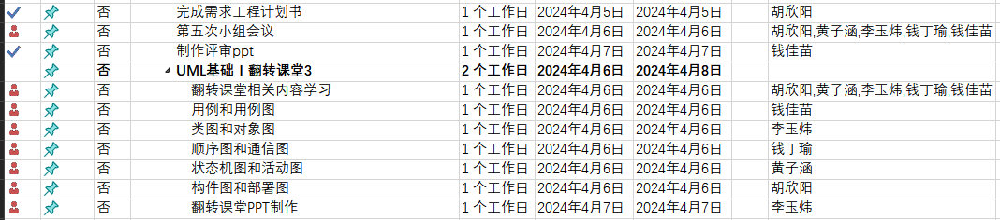 否 完成需求工程计划书 1 个工作日 2024年4月5日 2024年4月5日 胡欣阳
否 第五次小组会议 1 个工作日 2024年4月6日 2024年4月6日 胡欣阳,黄子涵,李玉炜,钱丁瑜,钱佳苗
否 制作评审ppt 1 个工作日 2024年4月7日 2024年4月7日 钱佳苗
否 UML基础Ⅰ翻转课堂3 2 个工作日 2024年4月6日 2024年4月8日
否 翻转课堂相关内容学习 1 个工作日 2024年4月6日 2024年4月6日 胡欣阳,黄子涵,李玉炜,钱丁瑜,钱佳苗
否 用例和用例图 1 个工作日 2024年4月6日 2024年4月6日 钱佳苗
否 类图和对象图 1 个工作日 2024年4月6日 2024年4月6日 李玉炜
否 顺序图和通信图 1 个工作日 2024年4月6日 2024年4月6日 钱丁瑜
否 状态机图和活动图 1 个工作日 2024年4月6日 2024年4月6日 黄子涵
否 构件图和部署图 1 个工作日 2024年4月6日 2024年4月6日 胡欣阳
否 翻转课堂PPT制作 1 个工作日 2024年4月7日 2024年4月7日 李玉炜